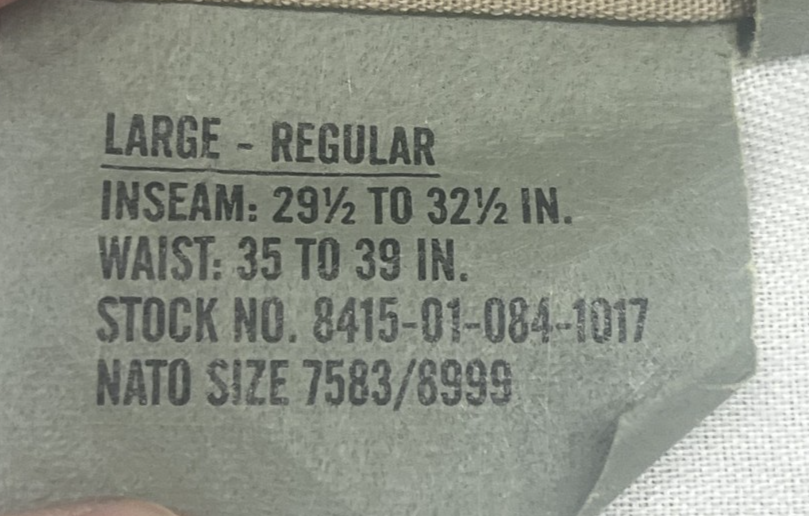 LARGE - REGULAR
INSEAM: 29½ TO 32½ IN.
WAIST: 35 TO 39 IN.
STOCK NO. 8415-01-084-1017
NATO SIZE 7583/8999